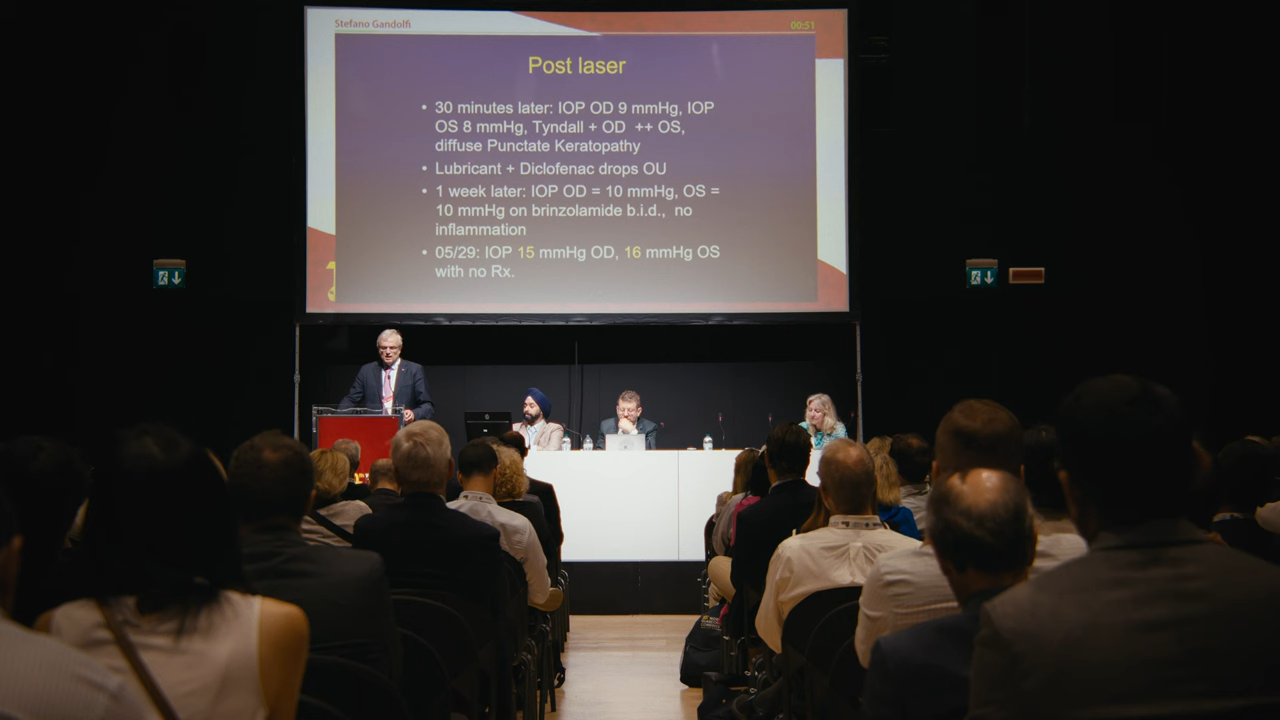 Stefano Gandolfi
00:51
Post laser
• 30 minutes later: IOP OD 9 mmHg, IOP
OS 8 mmHg, Tyndall + OD ++ OS,
diffuse Punctate Keratopathy
• Lubricant + Diclofenac drops OU
• 1 week later: IOP OD = 10 mmHg, OS =
10 mmHg on brinzolamide b.i.d., no
inflammation
• 05/29: IOP 15 mmHg OD, 16 mmHg OS
with no Rx.